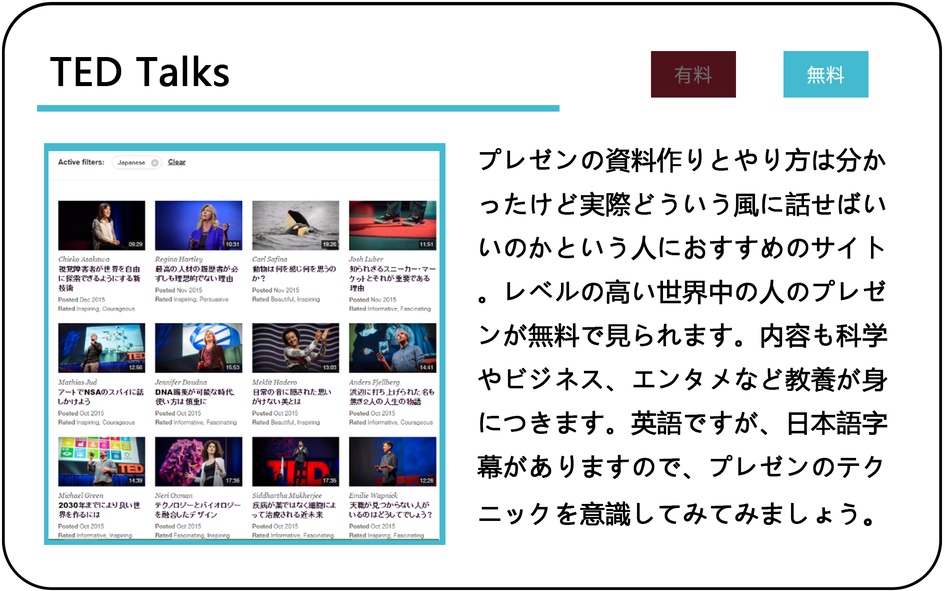 TED Talks
有料
無料
Active filters: Japanese Clear
09:29
10:31
19:26
11:51
Chieko Asakawa
視覚障害者が世界を自由
に探索できるようにする新
技術
Posted Dec 2015
Rated Inspiring, Courageous
Regina Hartley
最高の人材の履歴書が必
ずしも理想的でない理由
Posted Nov 2015
Rated Inspiring, Persuasive
Carl Safina
動物は何を感じ何を思うの
か？
Posted Nov 2015
Rated Beautiful, Inspiring
Josh Luber
知られざるスニーカー・マー
ケットとそれが重要である
理由
Posted Nov 2015
Rated Informative, Fascinating
TED
12:56
15:53
13:03
14:41
Mathias Jud
アートでNSAのスパイに話
しかけよう
Posted Oct 2015
Rated Inspiring, Courageous
Jennifer Doudna
DNA編集が可能な時代、
使い方は慎重に
Posted Oct 2015
Rated Informative, Fascinating
Meklit Hadero
日常の音に隠された思い
がけない美とは
Posted Oct 2015
Rated Beautiful, Inspiring
Anders Fjellberg
浜辺に打ち上げられた名も
無き2人の人生の物語
Posted Oct 2015
Rated Informative, Courageous
TED
14:39
17:36
TED
17:36
12:26
Michael Green
2030年までにより良い世
界を作るには
Posted Oct 2015
Rated Informative, Inspiring
Neri Oxman
テクノロジーとバイオロジー
を融合したデザイン
Posted Oct 2015
Rated Fascinating, Inspiring
Siddhartha Mukherjee
疾病が薬ではなく細胞によ
って治療される近未来
Posted Oct 2015
Rated Informative, Fascinating
Emilie Wapnick
天職が見つからない人が
いるのはどうしてでしょう？
Posted Oct 2015
Rated Inspiring, Fascinating
プレゼンの資料作りとやり方は分か
ったけど実際どういう風に話せばい
いのかという人におすすめのサイト
。レベルの高い世界中の人のプレゼ
ンが無料で見られます。内容も科学
やビジネス、エンタメなど教養が身
につきます。英語ですが、日本語字
幕がありますので、プレゼンのテク
ニックを意識してみてみましょう。